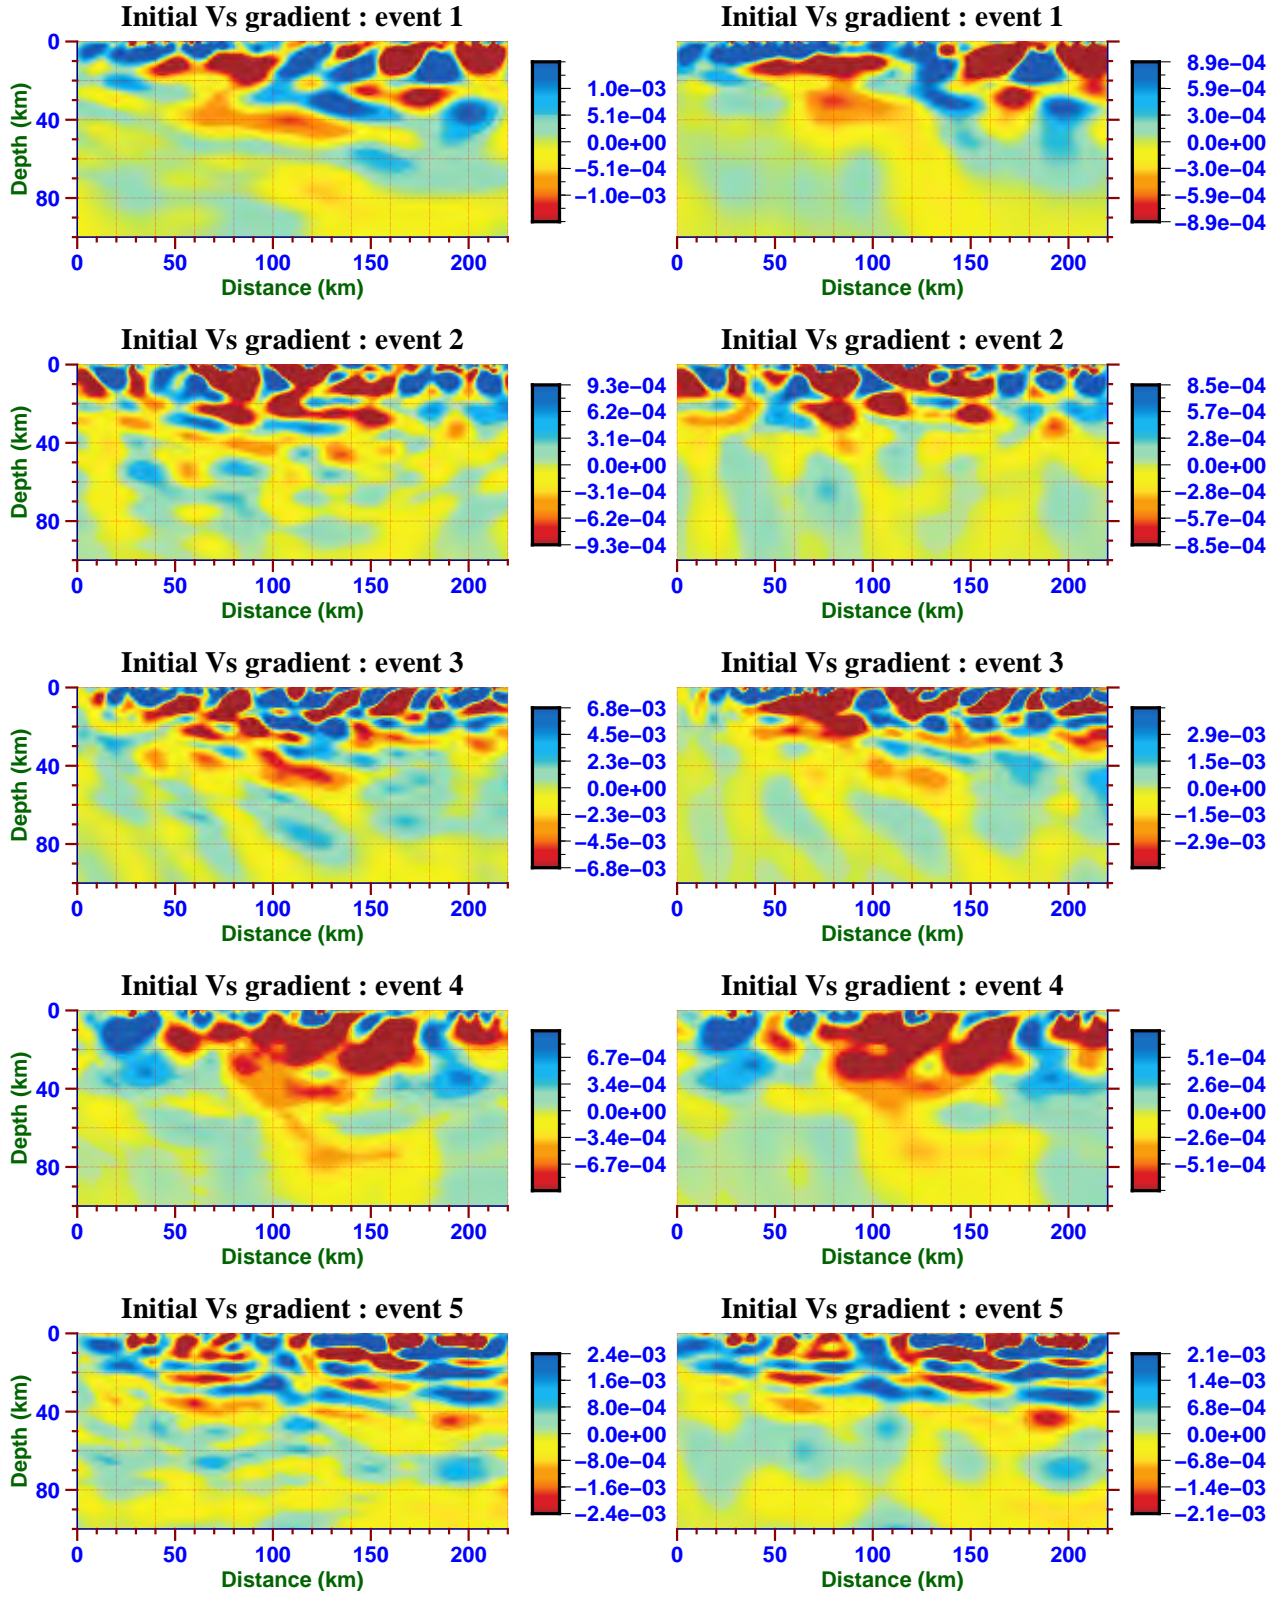 Initial Vs gradient : event 1
Initial Vs gradient : event 1
0
40
80
Depth (km)
0 50 100 150 200
Distance (km)
1.0e−03
5.1e−04
0.0e+00
−5.1e−04
−1.0e−03
0 50 100 150 200
Distance (km)
8.9e−04
5.9e−04
3.0e−04
0.0e+00
−3.0e−04
−5.9e−04
−8.9e−04
Initial Vs gradient : event 2
Initial Vs gradient : event 2
0
40
80
Depth (km)
0 50 100 150 200
Distance (km)
9.3e−04
6.2e−04
3.1e−04
0.0e+00
−3.1e−04
−6.2e−04
−9.3e−04
0 50 100 150 200
Distance (km)
8.5e−04
5.7e−04
2.8e−04
0.0e+00
−2.8e−04
−5.7e−04
−8.5e−04
Initial Vs gradient : event 3
Initial Vs gradient : event 3
0
40
80
Depth (km)
0 50 100 150 200
Distance (km)
6.8e−03
4.5e−03
2.3e−03
0.0e+00
−2.3e−03
−4.5e−03
−6.8e−03
0 50 100 150 200
Distance (km)
2.9e−03
1.5e−03
0.0e+00
−1.5e−03
−2.9e−03
Initial Vs gradient : event 4
Initial Vs gradient : event 4
0
40
80
Depth (km)
0 50 100 150 200
Distance (km)
6.7e−04
3.4e−04
0.0e+00
−3.4e−04
−6.7e−04
0 50 100 150 200
Distance (km)
5.1e−04
2.6e−04
0.0e+00
−2.6e−04
−5.1e−04
Initial Vs gradient : event 5
Initial Vs gradient : event 5
0
40
80
Depth (km)
0 50 100 150 200
Distance (km)
2.4e−03
1.6e−03
8.0e−04
0.0e+00
−8.0e−04
−1.6e−03
−2.4e−03
0 50 100 150 200
Distance (km)
2.1e−03
1.4e−03
6.8e−04
0.0e+00
−6.8e−04
−1.4e−03
−2.1e−03